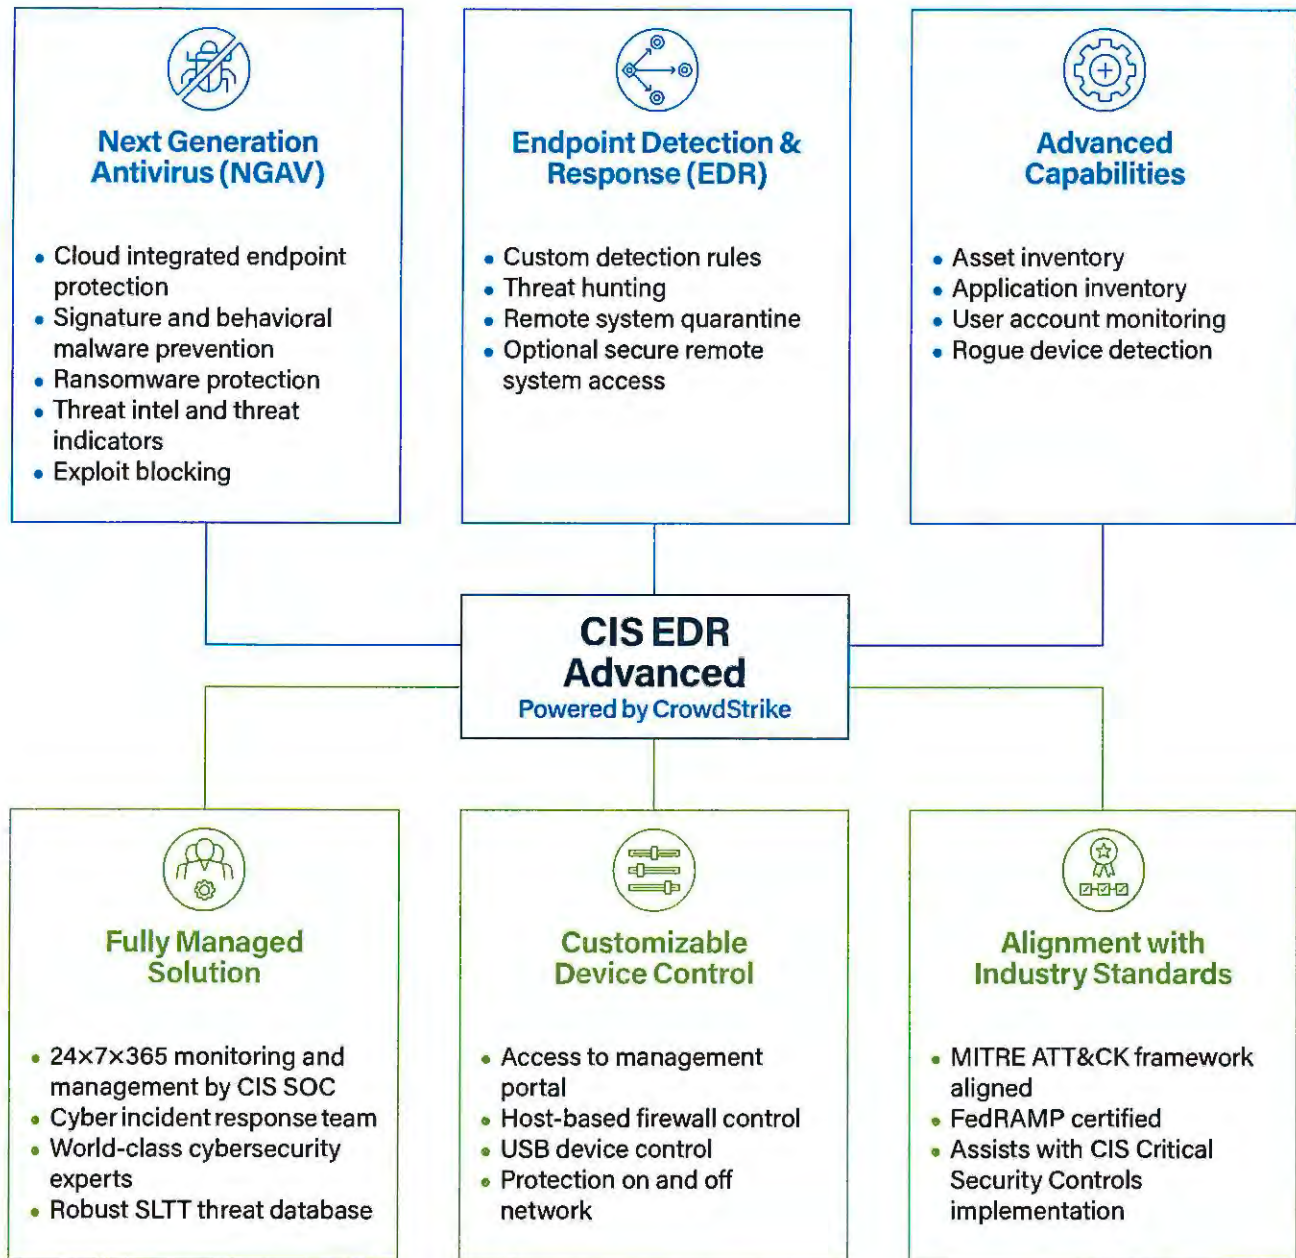 Next Generation
Antivirus (NGAV)
• Cloud integrated endpoint
protection
• Signature and behavioral
malware prevention
• Ransomware protection
• Threat intel and threat
indicators
• Exploit blocking
Endpoint Detection &
Response (EDR)
• Custom detection rules
• Threat hunting
• Remote system quarantine
• Optional secure remote
system access
Advanced
Capabilities
• Asset inventory
• Application inventory
• User account monitoring
• Rogue device detection
CIS EDR
Advanced
Powered by CrowdStrike
Fully Managed
Solution
• 24×7×365 monitoring and
management by CIS SOC
• Cyber incident response team
• World-class cybersecurity
experts
• Robust SLTT threat database
Customizable
Device Control
• Access to management
portal
• Host-based firewall control
• USB device control
• Protection on and off
network
Alignment with
Industry Standards
• MITRE ATT&CK framework
aligned
• FedRAMP certified
• Assists with CIS Critical
Security Controls
implementation